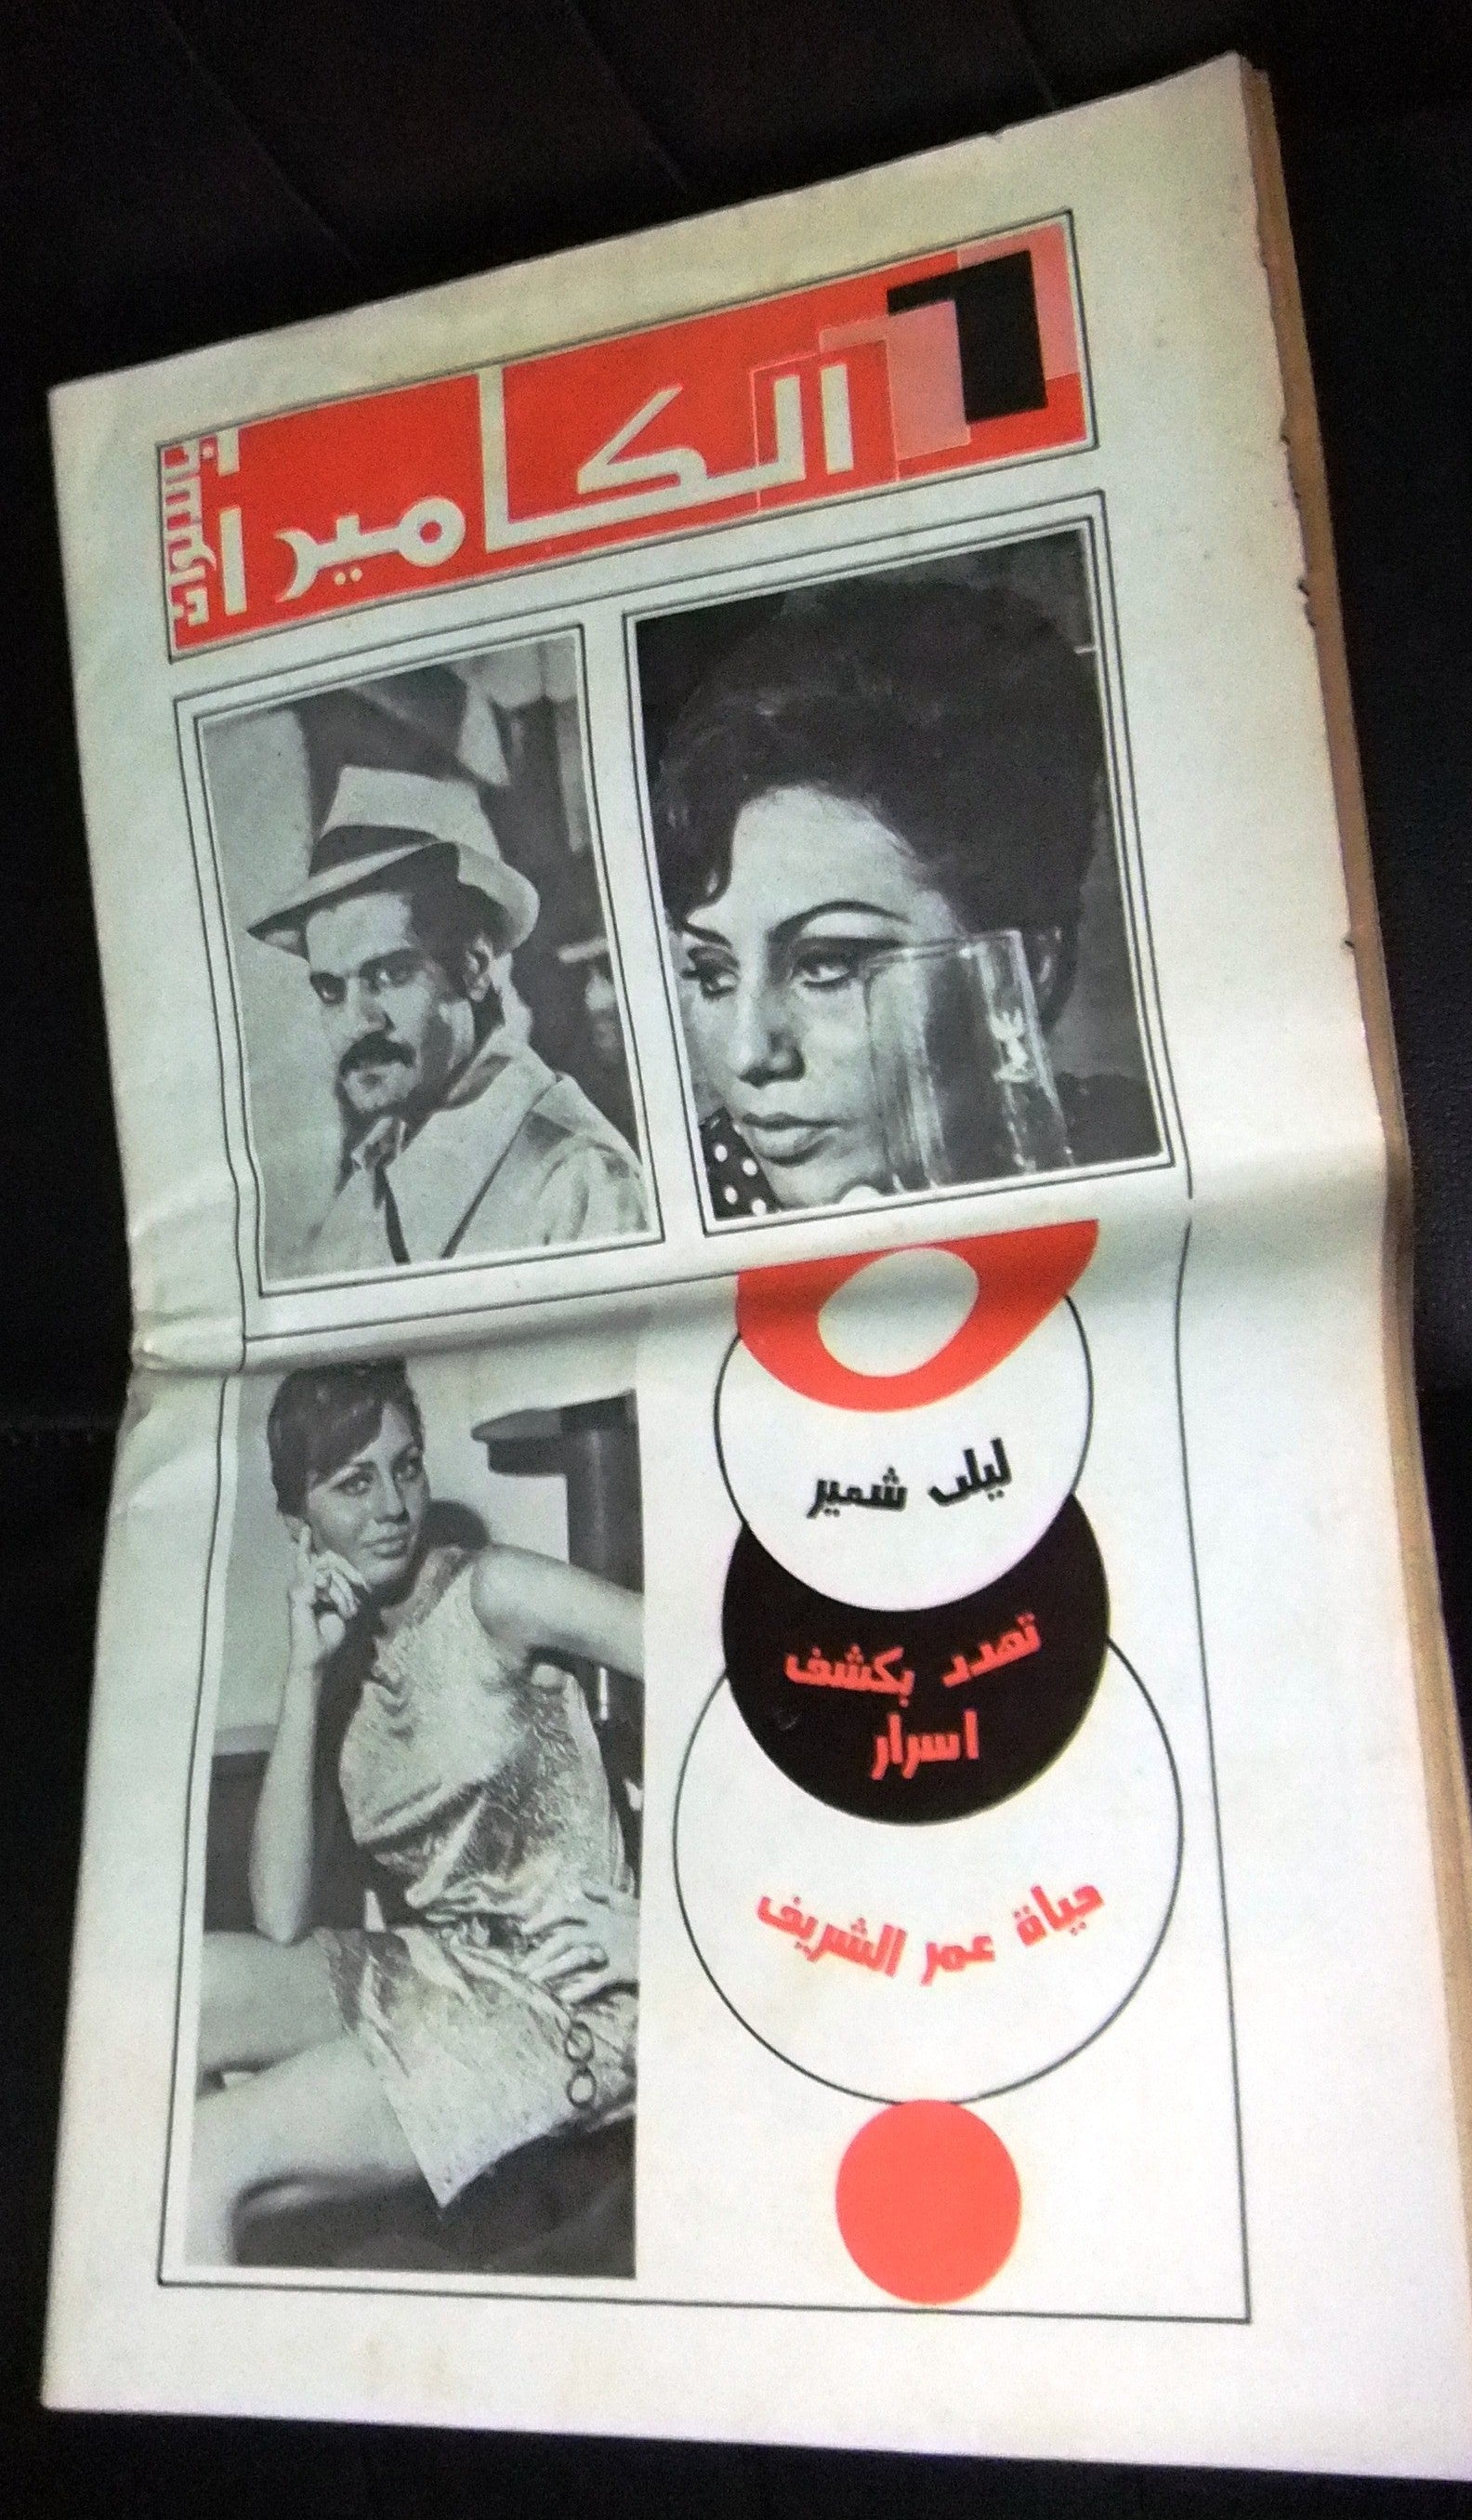 الكاميرا
ليلى شمير
تهدد بكشف
اسرار
حياة عمر الشريف